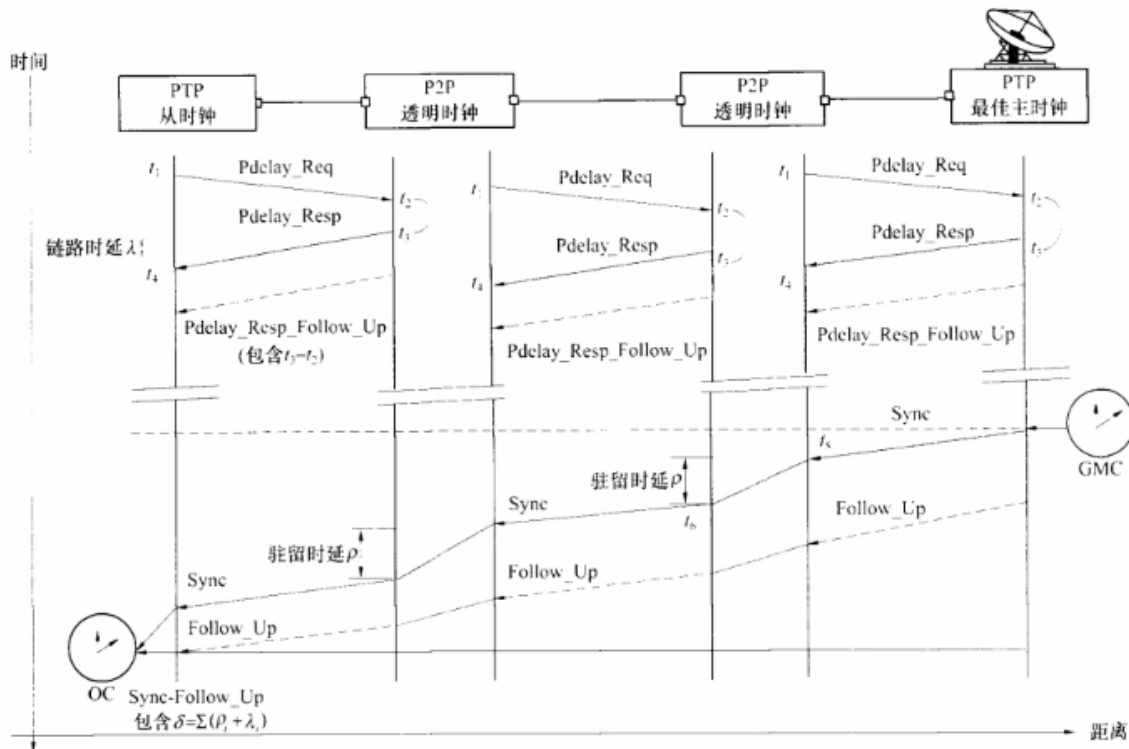 时间
PTP
从时钟
P2P
透明时钟
P2P
透明时钟
PTP
最佳主时钟
t₁
Pdelay_Req
t₂
Pdelay_Resp
t₃
链路时延λ
t₄
Pdelay_Resp_Follow_Up
(包含t₃-t₂)
Pdelay_Req
t₂
Pdelay_Resp
t₃
t₄
Pdelay_Resp_Follow_Up
t₁
Pdelay_Req
t₂
Pdelay_Resp
t₃
t₄
Pdelay_Resp_Follow_Up
Sync
GMC
t₅
驻留时延ρ
Sync
t₆
Follow_Up
驻留时延ρ
Sync
Follow_Up
Follow_Up
OC
Sync-Follow_Up
包含δ=Σ(ρᵢ+λᵢ)
距离